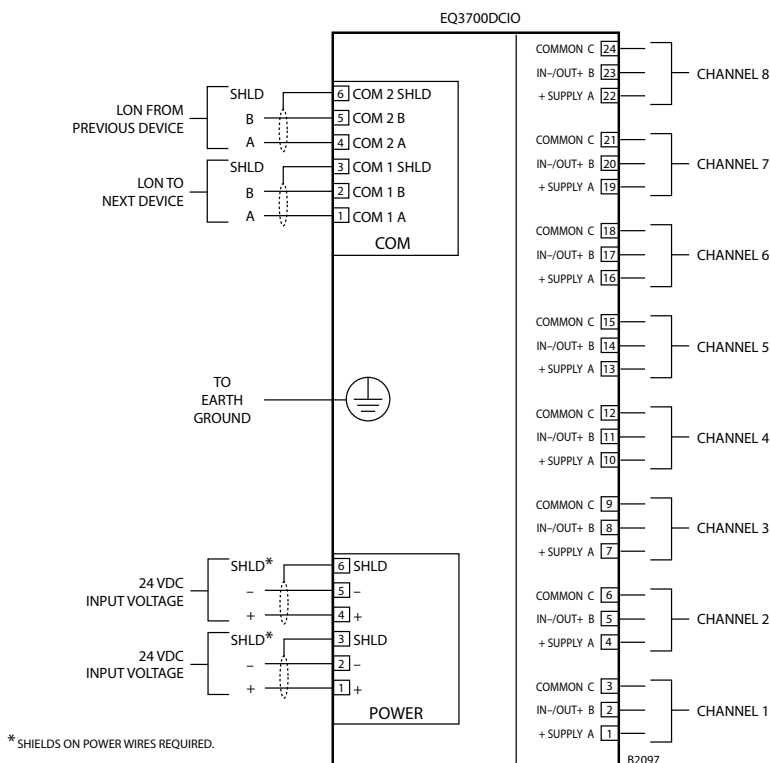 EQ3700DCIO
LON FROM
PREVIOUS DEVICE
SHLD
B
A
LON TO
NEXT DEVICE
SHLD
B
A
6 COM 2 SHLD
5 COM 2 B
4 COM 2 A
3 COM 1 SHLD
2 COM 1 B
1 COM 1 A
COM
TO
EARTH
GROUND
24 VDC
INPUT VOLTAGE
SHLD*
–
+
24 VDC
INPUT VOLTAGE
SHLD*
–
+
6 SHLD
5 –
4 +
3 SHLD
2 –
1 +
POWER
COMMON C 24
IN–/OUT+ B 23
+ SUPPLY A 22
CHANNEL 8
COMMON C 21
IN–/OUT+ B 20
+ SUPPLY A 19
CHANNEL 7
COMMON C 18
IN–/OUT+ B 17
+ SUPPLY A 16
CHANNEL 6
COMMON C 15
IN–/OUT+ B 14
+ SUPPLY A 13
CHANNEL 5
COMMON C 12
IN–/OUT+ B 11
+ SUPPLY A 10
CHANNEL 4
COMMON C 9
IN–/OUT+ B 8
+ SUPPLY A 7
CHANNEL 3
COMMON C 6
IN–/OUT+ B 5
+ SUPPLY A 4
CHANNEL 2
COMMON C 3
IN–/OUT+ B 2
+ SUPPLY A 1
CHANNEL 1
* SHIELDS ON POWER WIRES REQUIRED.
B2097